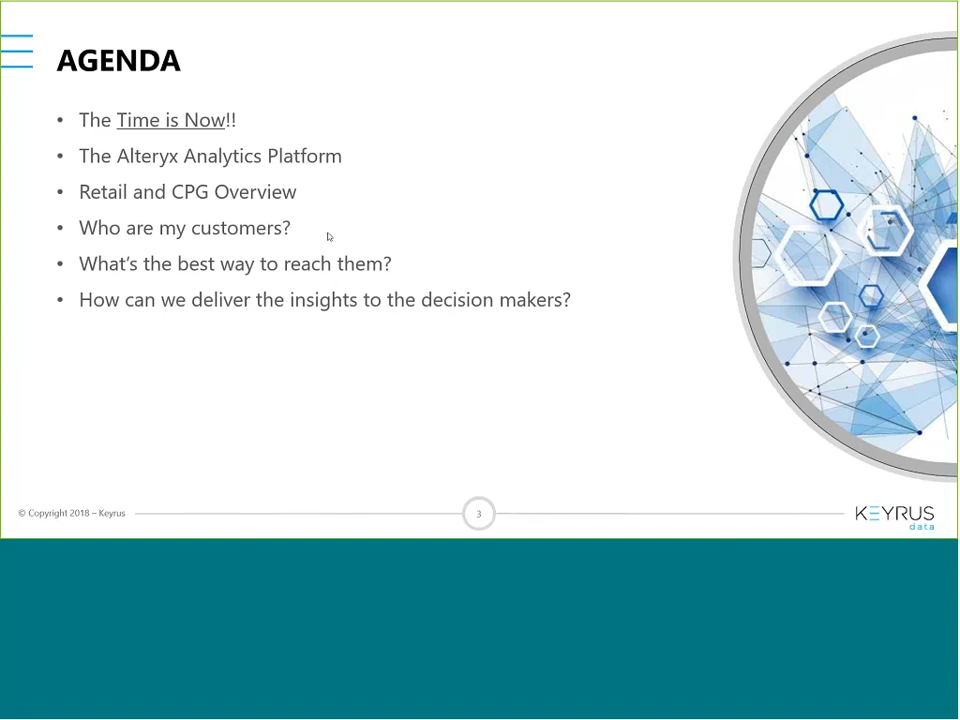 AGENDA
• The Time is Now!!
• The Alteryx Analytics Platform
• Retail and CPG Overview
• Who are my customers?
• What’s the best way to reach them?
• How can we deliver the insights to the decision makers?
© Copyright 2018 – Keyrus
3
KEYRUS
data